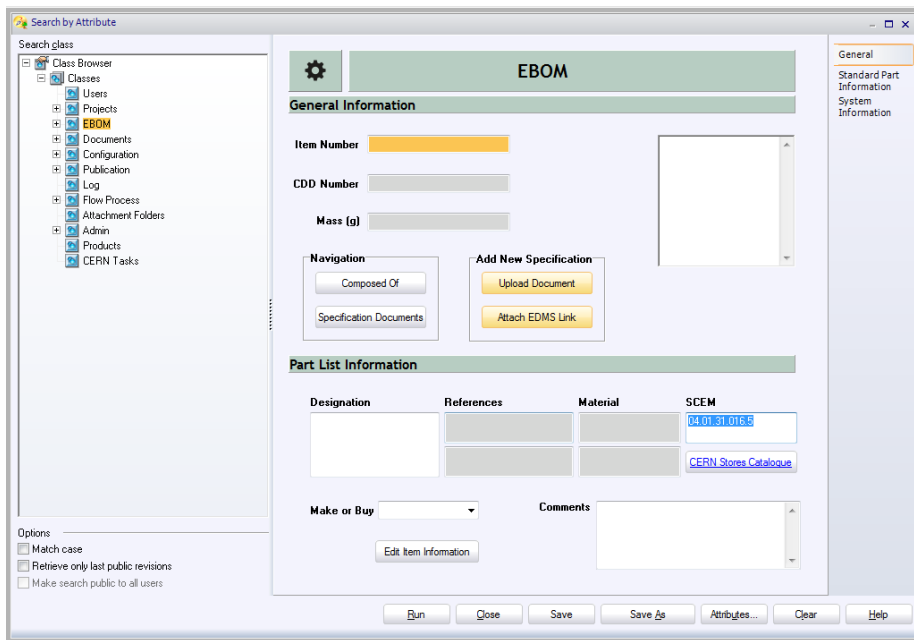 Search by Attribute
Search class
Class Browser
Classes
Users
Projects
EBOM
Documents
Configuration
Publication
Log
Flow Process
Attachment Folders
Admin
Products
CERN Tasks
Options
Match case
Retrieve only last public revisions
Make search public to all users
EBOM
General Information
Item Number
CDD Number
Mass (g)
Navigation
Composed Of
Specification Documents
Add New Specification
Upload Document
Attach EDMS Link
Part List Information
Designation References Material SCEM
04.01.31.016.5
CERN Stores Catalogue
Make or Buy
Comments
Edit Item Information
General
Standard Part
Information
System
Information
Run Close Save Save As Attributes... Clear Help